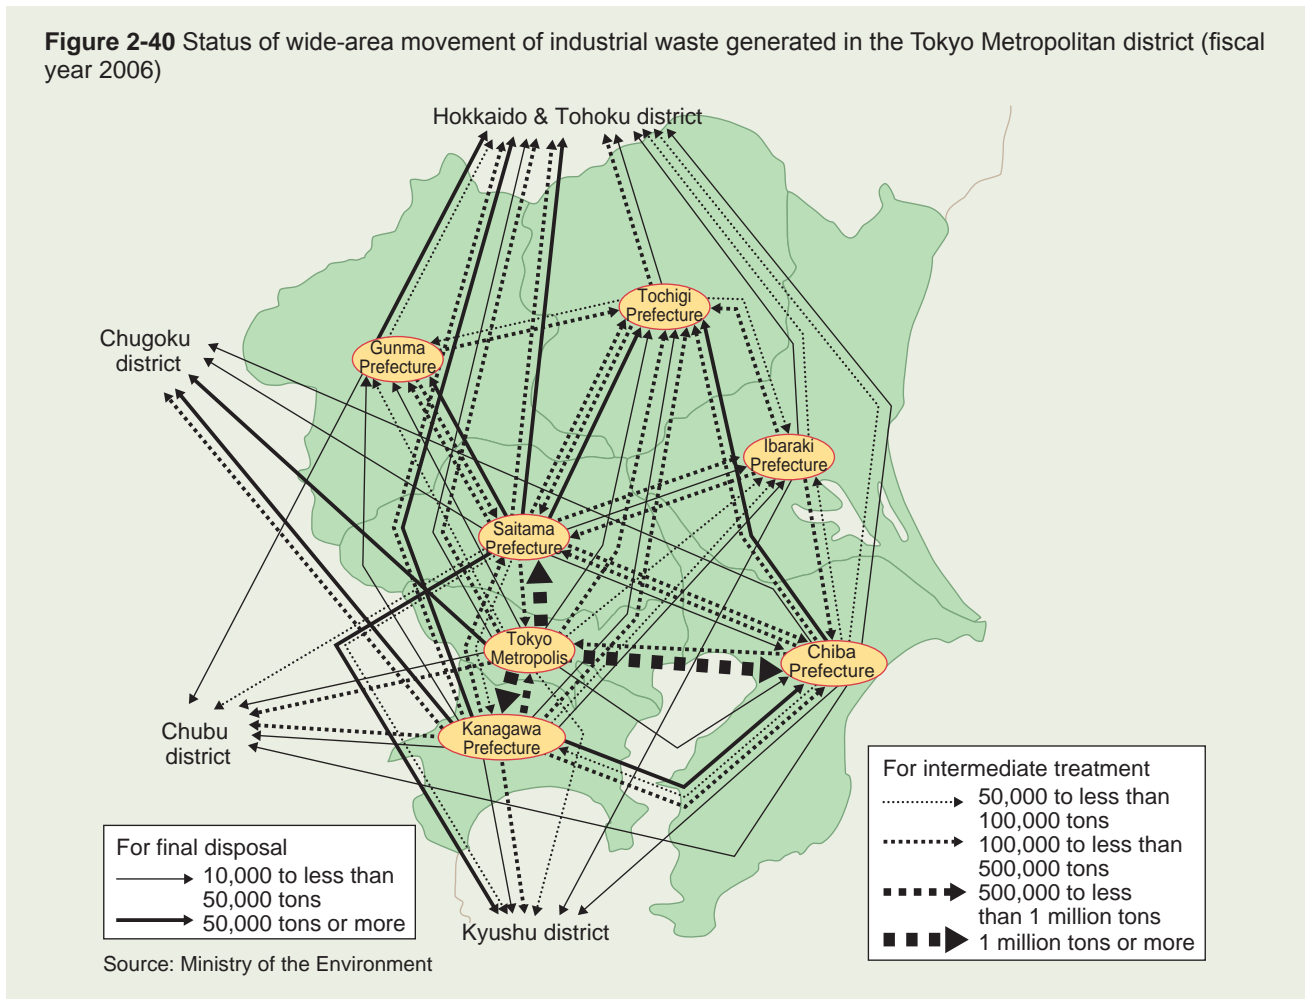 Figure 2-40 Status of wide-area movement of industrial waste generated in the Tokyo Metropolitan district (fiscal
year 2006)
Hokkaido & Tohoku district
Tochigi
Prefecture
Chugoku
district
Gunma
Prefecture
Ibaraki
Prefecture
Saitama
Prefecture
Tokyo
Metropolis
Chiba
Prefecture
Chubu
district
Kanagawa
Prefecture
Kyushu district
For final disposal
10,000 to less than
50,000 tons
50,000 tons or more
For intermediate treatment
50,000 to less than
100,000 tons
100,000 to less than
500,000 tons
500,000 to less
than 1 million tons
1 million tons or more
Source: Ministry of the Environment